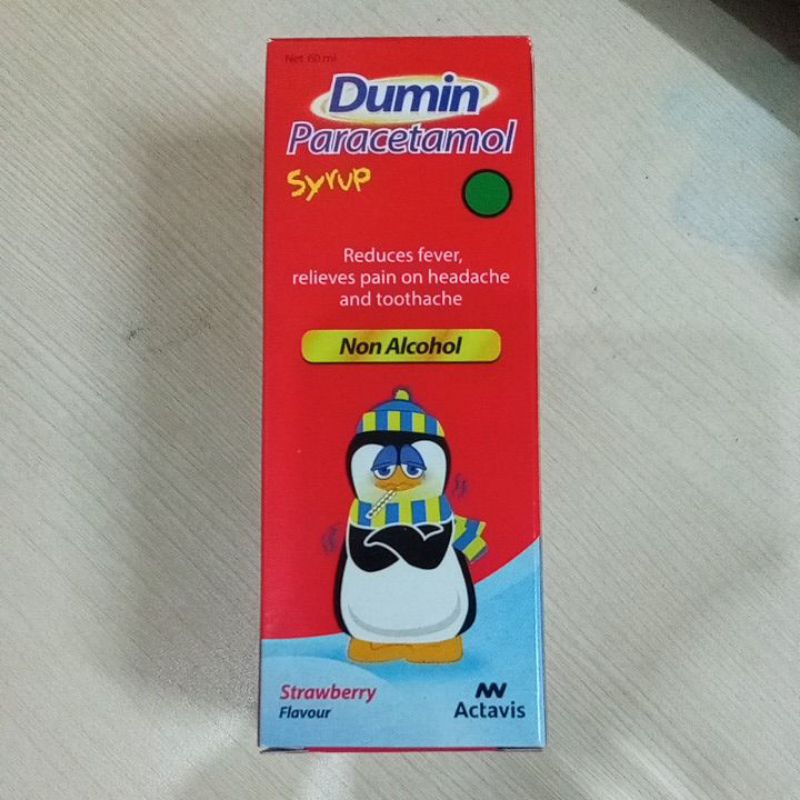 Net 60 ml
Dumin
Paracetamol
Syrup
Reduces fever,
relieves pain on headache
and toothache
Non Alcohol
Strawberry
Flavour
Actavis